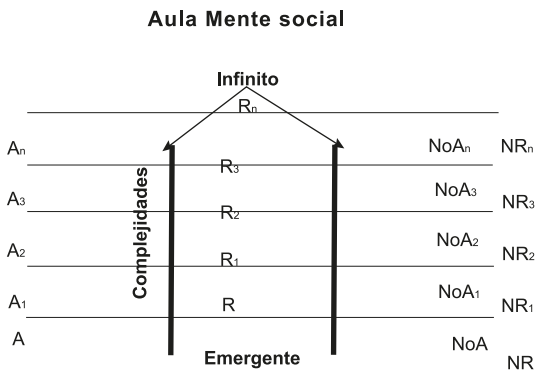 Aula Mente social
Infinito
Rn
An NoAn NRn
R3
A3 NoA3 NR3
R2
A2 NoA2 NR2
R1
A1 R NoA1 NR1
A NoA NR
Complejidades
Emergente